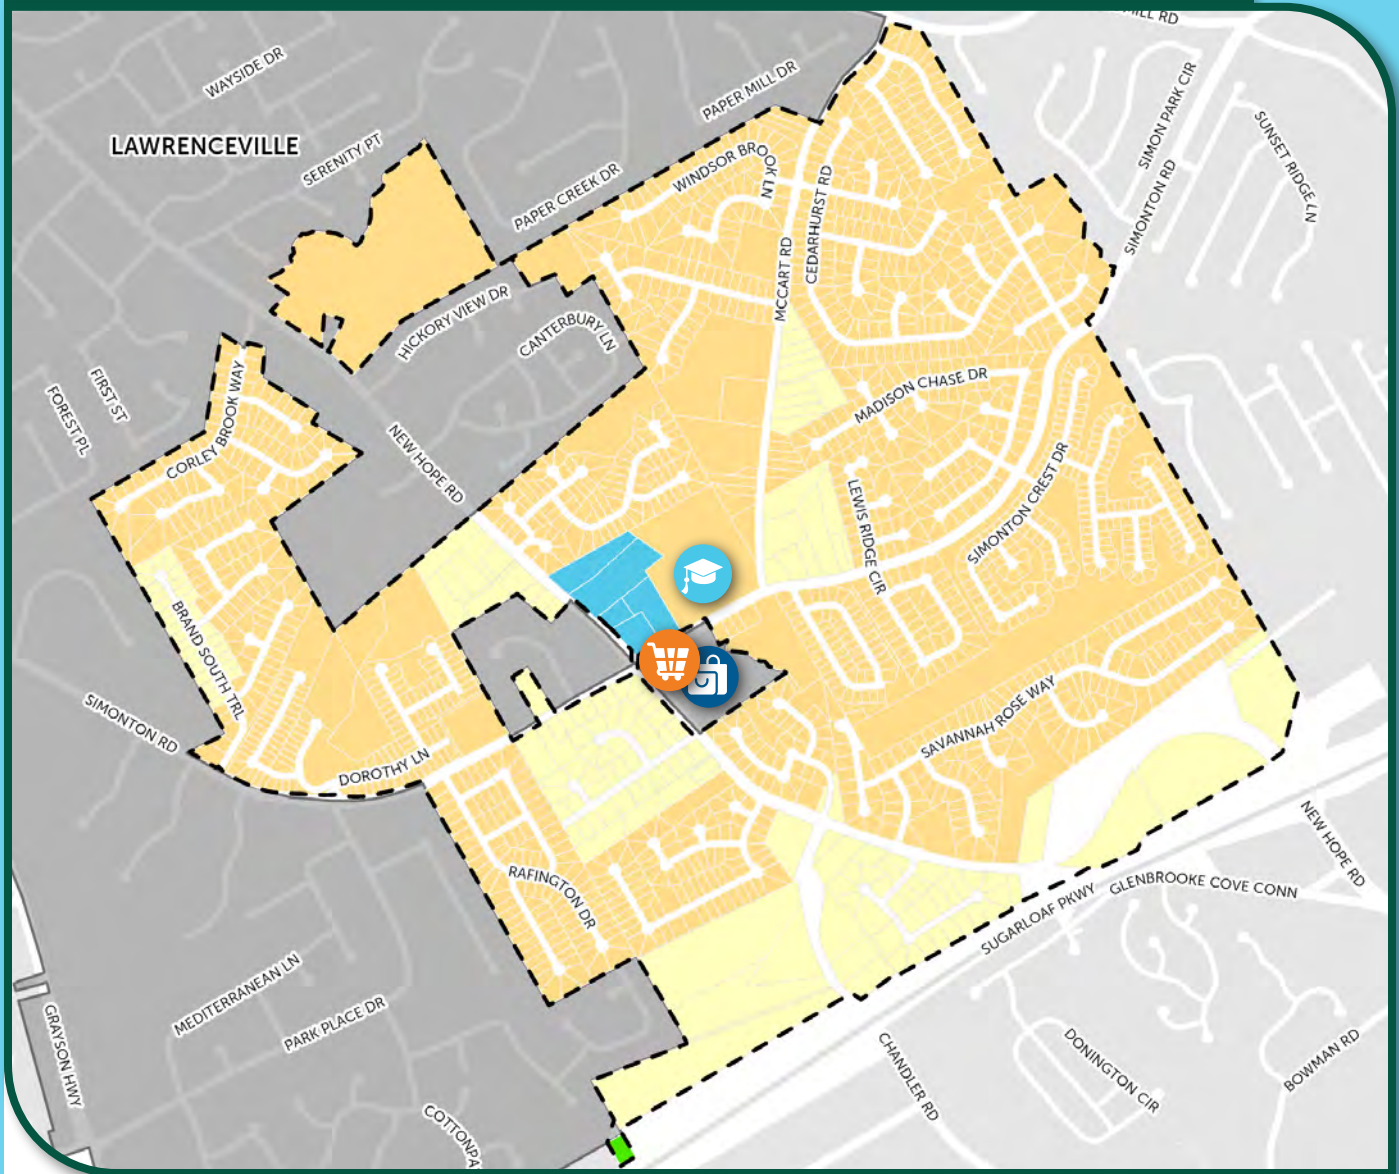 MILL RD
WAYSIDE DR
PAPER MILL DR
SIMON PARK CIR
SUNSET RIDGE LN
LAWRENCEVILLE
SERENITY PT
WINDSOR BROOK LN
PAPER CREEK DR
CEDARHURST RD
SIMONTON RD
MCCART RD
HICKORY VIEW DR
CANTERBURY LN
FIRST ST
FOREST PL
CORLEY BROOK WAY
MADISON CHASE DR
NEW HOPE RD
LEWIS RIDGE CIR
SIMONTON CREST DR
BRAND SOUTH TRL
SIMONTON RD
SAVANNAH ROSE WAY
DOROTHY LN
NEW HOPE RD
RAFINGTON DR
GLENBROOKE COVE CONN
SUGARLOAF PKWY
MEDITERRANEAN LN
PARK PLACE DR
GRAYSON HWY
CHANDLER RD
DONINGTON CIR
BOWMAN RD
COTTONPA